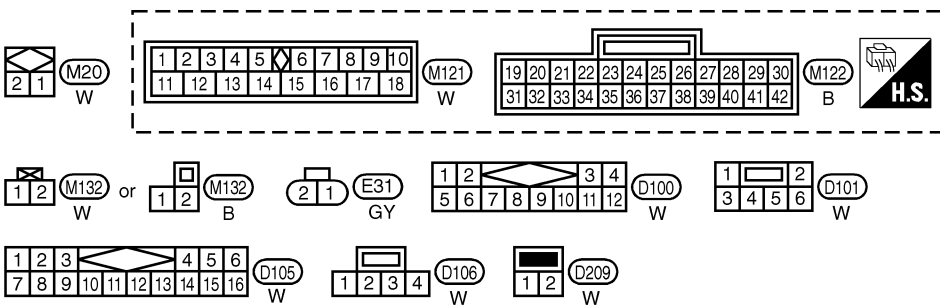 2 1 M20 W
1 2 3 4 5 6 7 8 9 10
11 12 13 14 15 16 17 18
M121 W
19 20 21 22 23 24 25 26 27 28 29 30
31 32 33 34 35 36 37 38 39 40 41 42
M122 B
H.S.
1 2 M132 W or 1 2 M132 B
2 1 E31 GY
1 2 3 4
5 6 7 8 9 10 11 12
D100 W
1 2
3 4 5 6
D101 W
1 2 3 4 5 6
7 8 9 10 11 12 13 14 15 16
D105 W
1 2 3 4 D106 W
1 2 D209 W